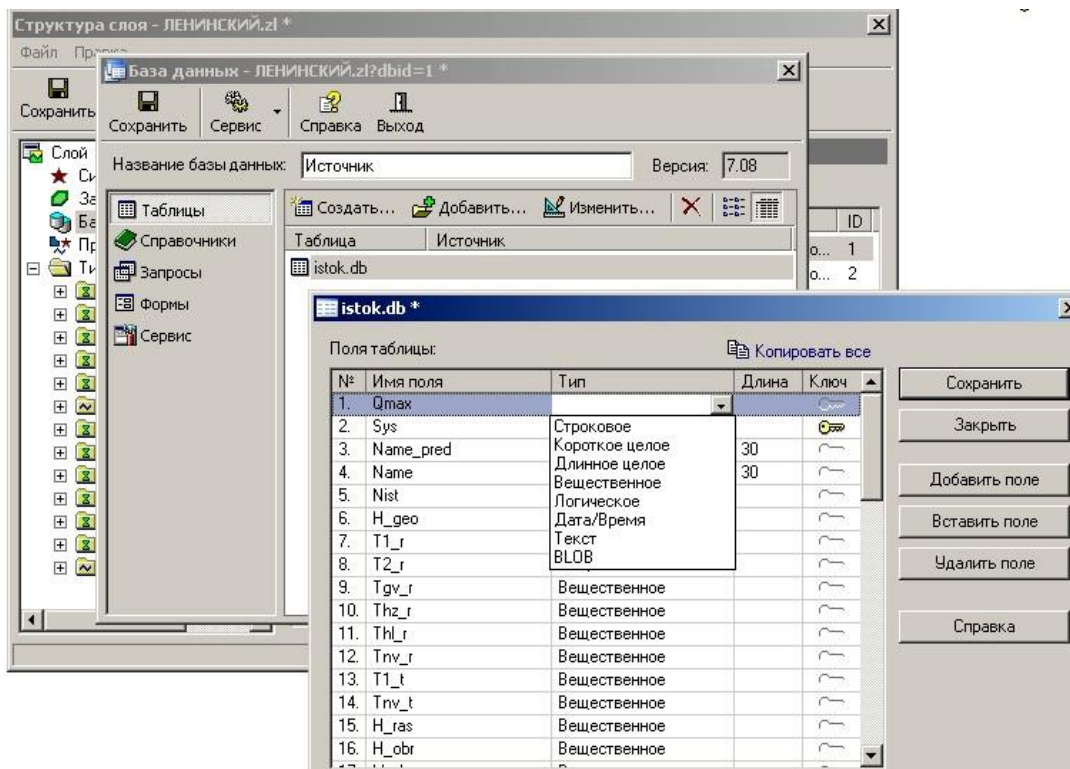 Структура слоя - ЛЕНИНСКИЙ.zl *
Файл
Сохранить
База данных - ЛЕНИНСКИЙ.zl?dbid=1 *
Сохранить Сервис Справка Выход
Название базы данных: Источник Версия: 7.08
Слой
Таблицы
Справочники
Запросы
Формы
Сервис
Создать... Добавить... Изменить...
Таблица Источник
istok.db
ID
о... 1
о... 2
istok.db *
Поля таблицы: Копировать все
№ Имя поля Тип Длина Ключ
1. Qmax
2. Sys
3. Name_pred 30
4. Name 30
5. Nist
6. H_geo
7. T1_r
8. T2_r
Строковое
Короткое целое
Длинное целое
Вещественное
Логическое
Дата/Время
Текст
BLOB
9. Tgv_r Вещественное
10. Thz_r Вещественное
11. Thl_r Вещественное
12. Tnv_r Вещественное
13. T1_t Вещественное
14. Tnv_t Вещественное
15. H_ras Вещественное
16. H_obr Вещественное
Сохранить
Закрыть
Добавить поле
Вставить поле
Удалить поле
Справка